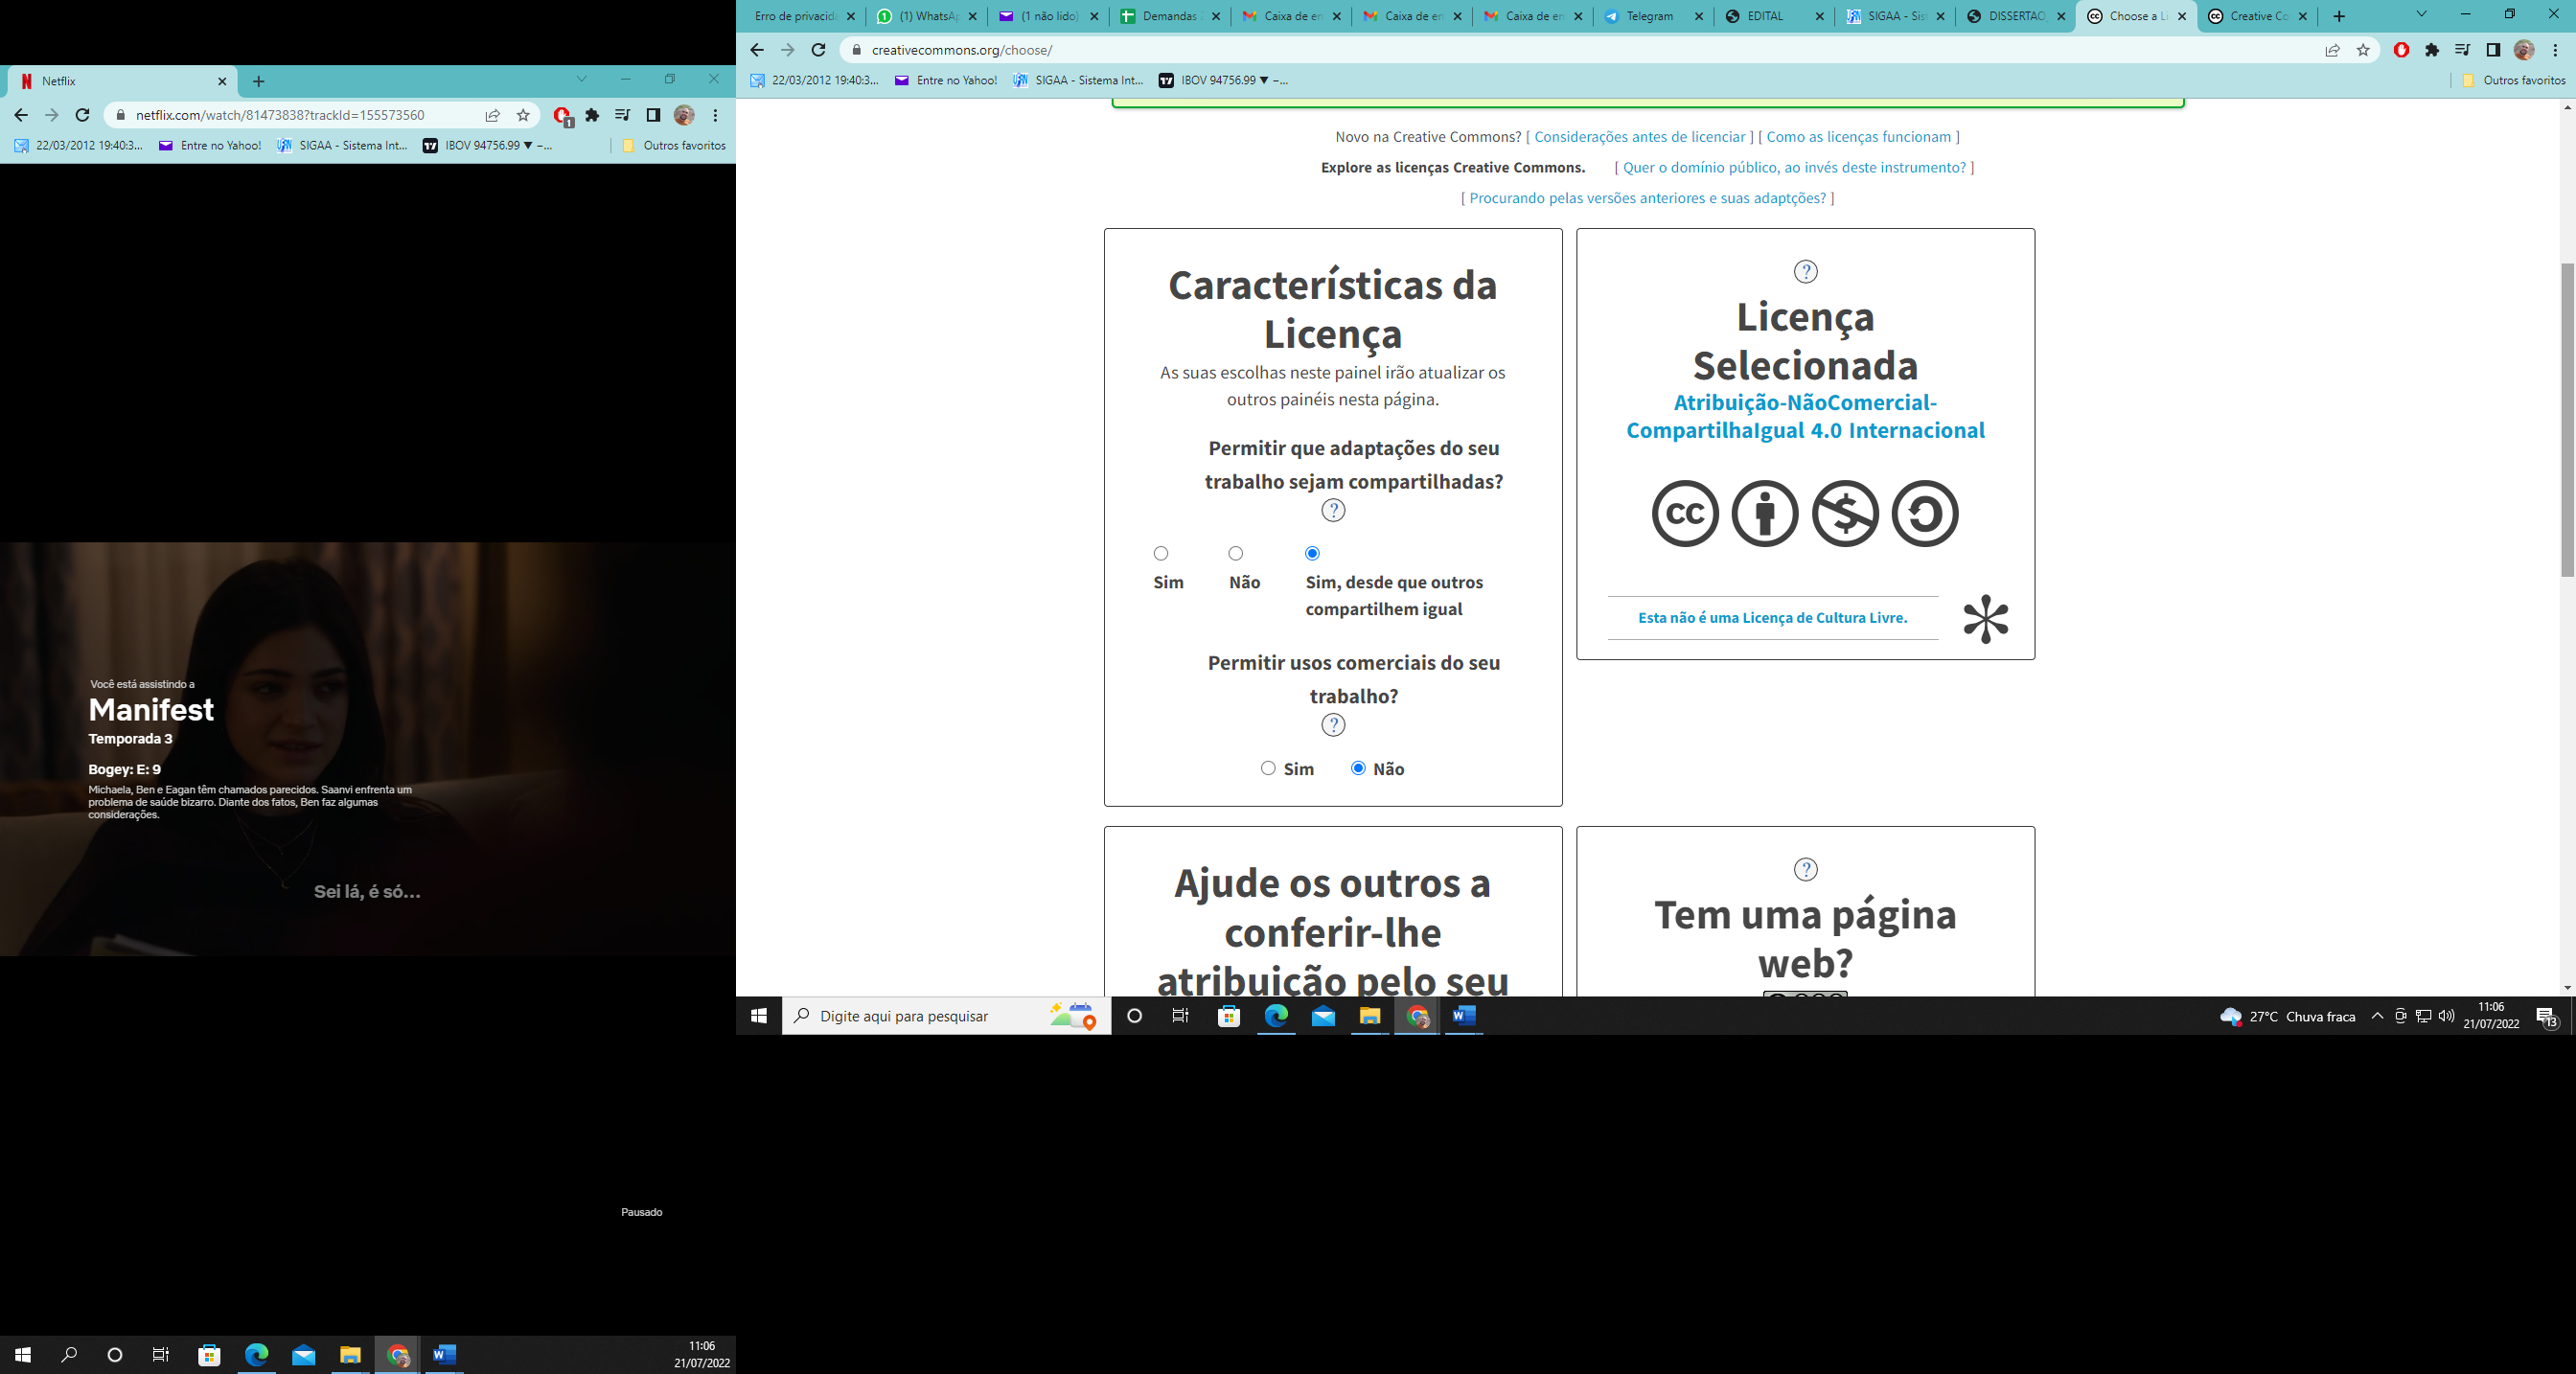 Netflix
netflix.com/watch/81473838?trackId=155573560
1
22/03/2012 19:40:3...
Entre no Yahoo!
SIGAA - Sistema Int...
IBOV 94756.99 ▼ −...
Outros favoritos
Você está assistindo a
Manifest
Temporada 3
Bogey: E: 9
Michaela, Ben e Eagan têm chamados parecidos. Saanvi enfrenta um
problema de saúde bizarro. Diante dos fatos, Ben faz algumas
considerações.
Sei lá, é só...
Pausado
11:06
21/07/2022
Erro de privacid
(1) WhatsA
(1 não lido)
Demandas
Caixa de en
Caixa de en
Caixa de en
Telegram
EDITAL
SIGAA - Sis
DISSERTAO
Choose a Li
Creative Co
creativecommons.org/choose/
22/03/2012 19:40:3...
Entre no Yahoo!
SIGAA - Sistema Int...
IBOV 94756.99 ▼ −...
Outros favoritos
Novo na Creative Commons? [ Considerações antes de licenciar ] [ Como as licenças funcionam ]
Explore as licenças Creative Commons. [ Quer o domínio público, ao invés deste instrumento? ]
[ Procurando pelas versões anteriores e suas adaptções? ]
Características da
Licença
As suas escolhas neste painel irão atualizar os
outros painéis nesta página.
Permitir que adaptações do seu
trabalho sejam compartilhadas?
?
Sim
Não
Sim, desde que outros
compartilhem igual
Permitir usos comerciais do seu
trabalho?
?
Sim
Não
?
Licença
Selecionada
Atribuição-NãoComercial-
CompartilhaIgual 4.0 Internacional
cc
Esta não é uma Licença de Cultura Livre.
Ajude os outros a
conferir-lhe
atribuição pelo seu
?
Tem uma página
web?
Digite aqui para pesquisar
27°C Chuva fraca
11:06
21/07/2022
13